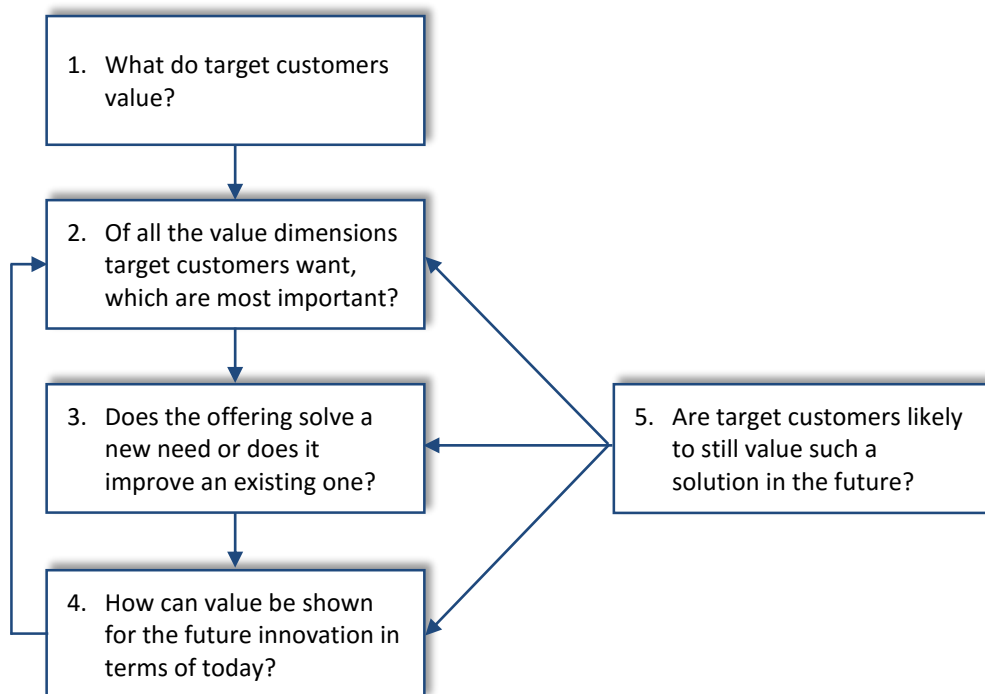 1. What do target customers
value?
2. Of all the value dimensions
target customers want,
which are most important?
3. Does the offering solve a
new need or does it
improve an existing one?
4. How can value be shown
for the future innovation in
terms of today?
5. Are target customers likely
to still value such a
solution in the future?